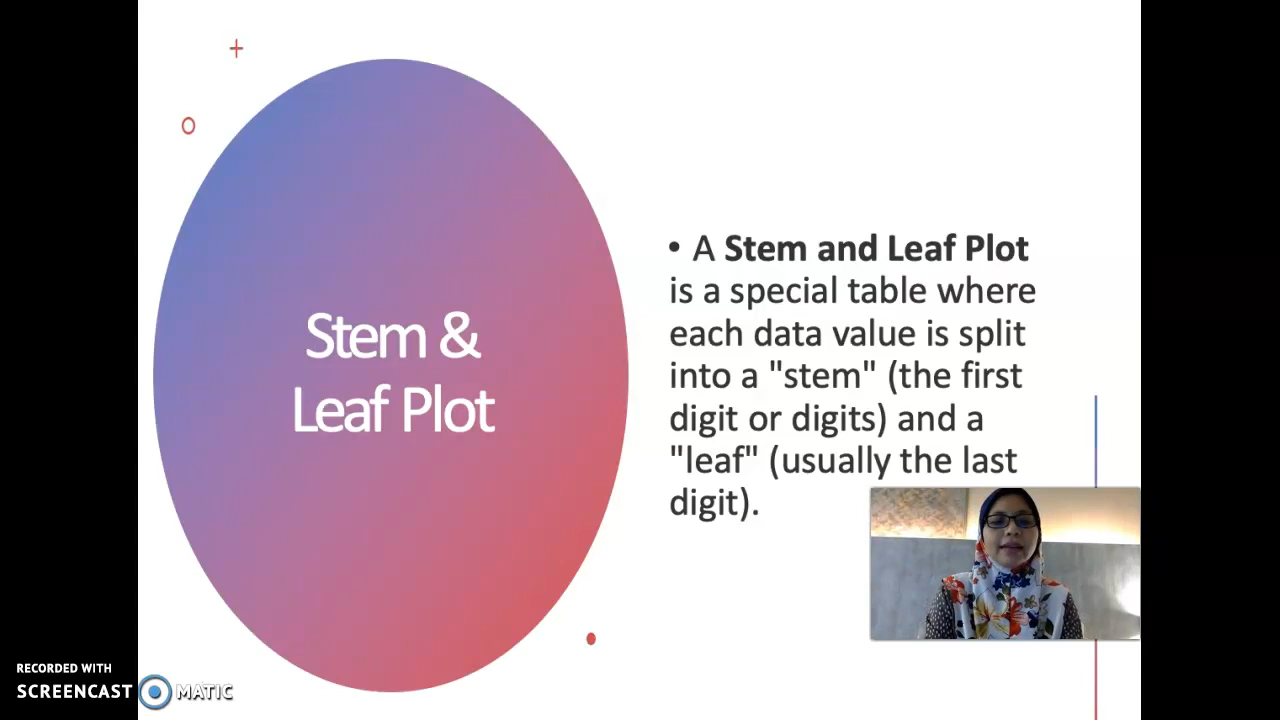 Stem &
Leaf Plot
• A Stem and Leaf Plot
is a special table where
each data value is split
into a "stem" (the first
digit or digits) and a
"leaf" (usually the last
digit).
RECORDED WITH
SCREENCAST MATIC